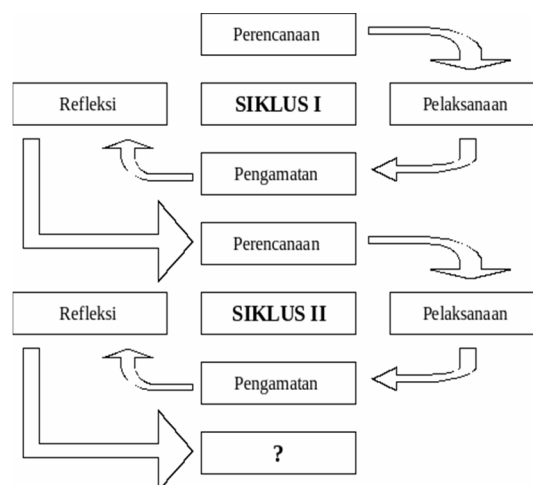 Perencanaan
Refleksi
SIKLUS I
Pelaksanaan
Pengamatan
Perencanaan
Refleksi
SIKLUS II
Pelaksanaan
Pengamatan
?